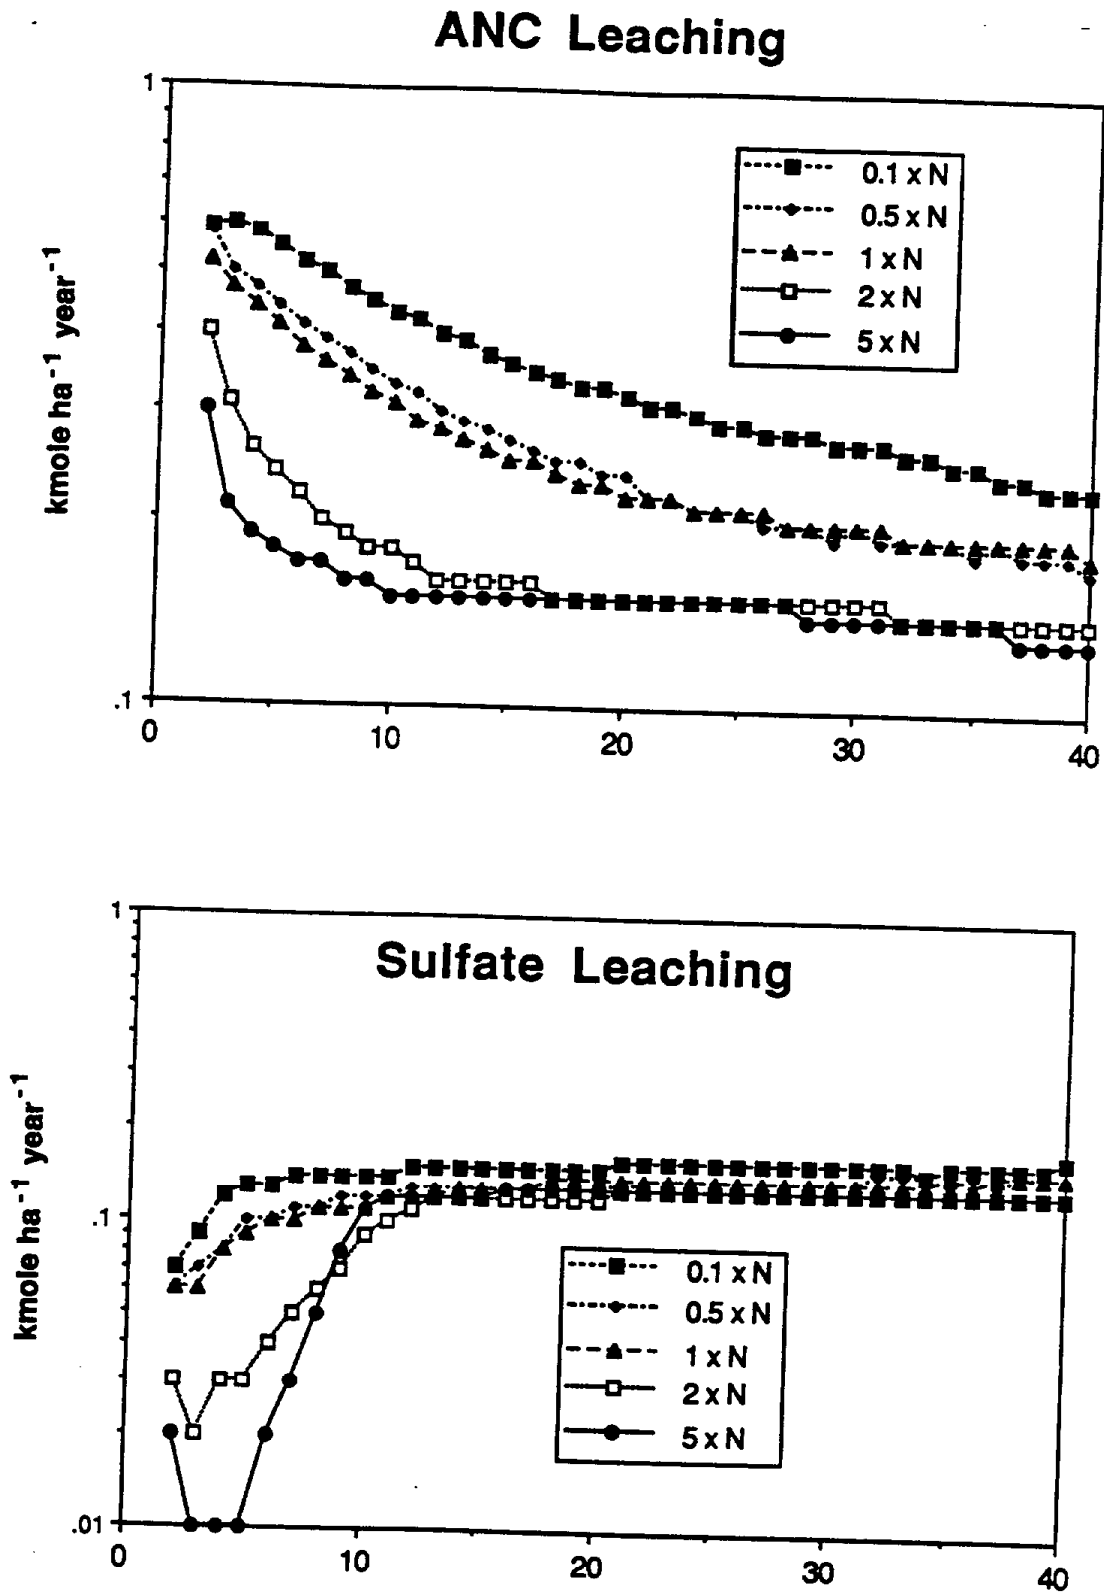 ANC Leaching
1
kmole ha⁻¹ year⁻¹
0.1 x N
0.5 x N
1 x N
2 x N
5 x N
.1
0
10
20
30
40
1
Sulfate Leaching
kmole ha⁻¹ year⁻¹
.1
0.1 x N
0.5 x N
1 x N
2 x N
5 x N
.01
0
10
20
30
40